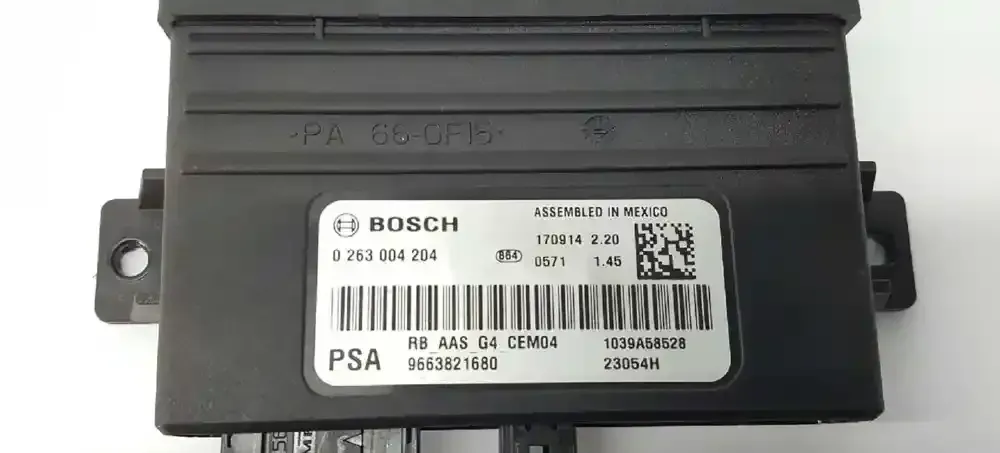 PA 66-GF15
BOSCH
ASSEMBLED IN MEXICO
0 263 004 204
864
170914 2.20
0571 1.45
RB_AAS_G4_CEM04
1039A58528
PSA
9663821680
23054H